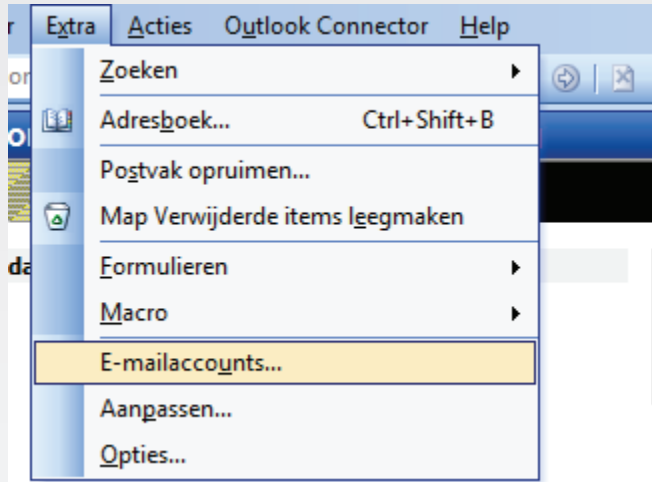 r Extra Acties Outlook Connector Help
Zoeken
Adresboek... Ctrl+Shift+B
Postvak opruimen...
Map Verwijderde items leegmaken
Formulieren
Macro
E-mailaccounts...
Aanpassen...
Opties...